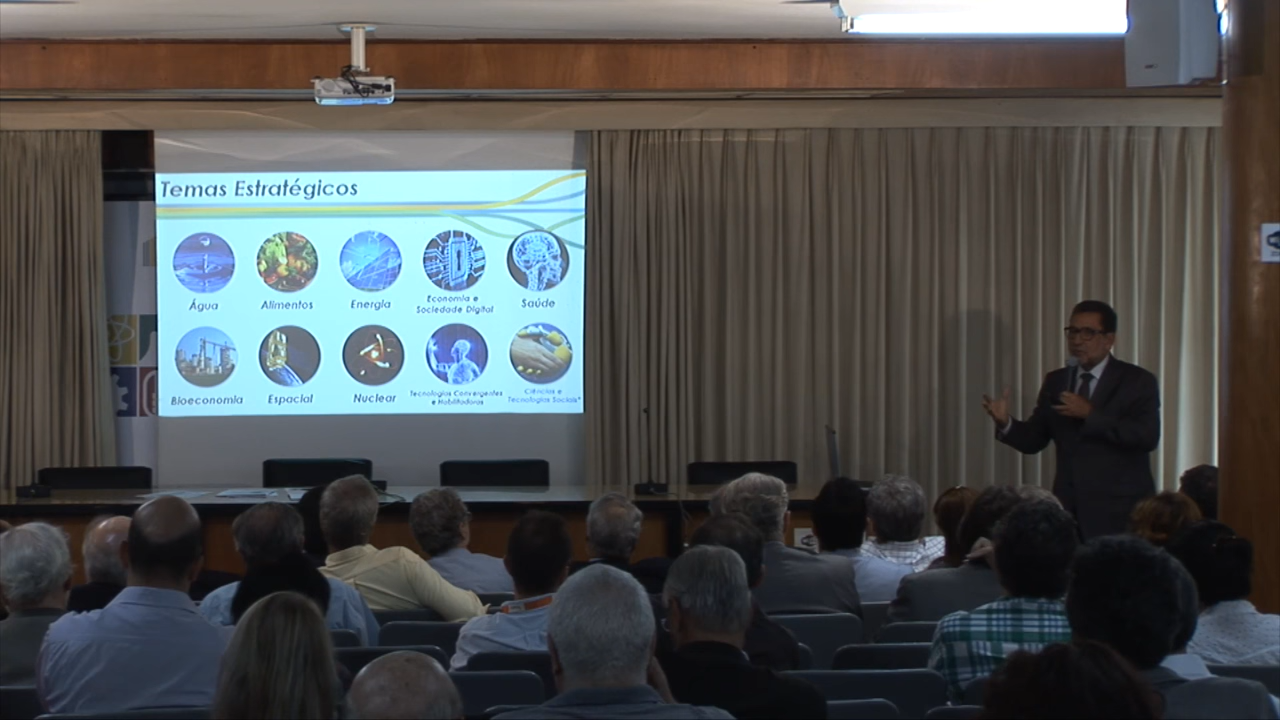 Temas Estratégicos
Água
Alimentos
Energia
Economia e
Sociedade Digital
Saúde
Bioeconomia
Espacial
Nuclear
Tecnologias Convergentes
e Habilitadoras
Ciências e
Tecnologias Sociais*